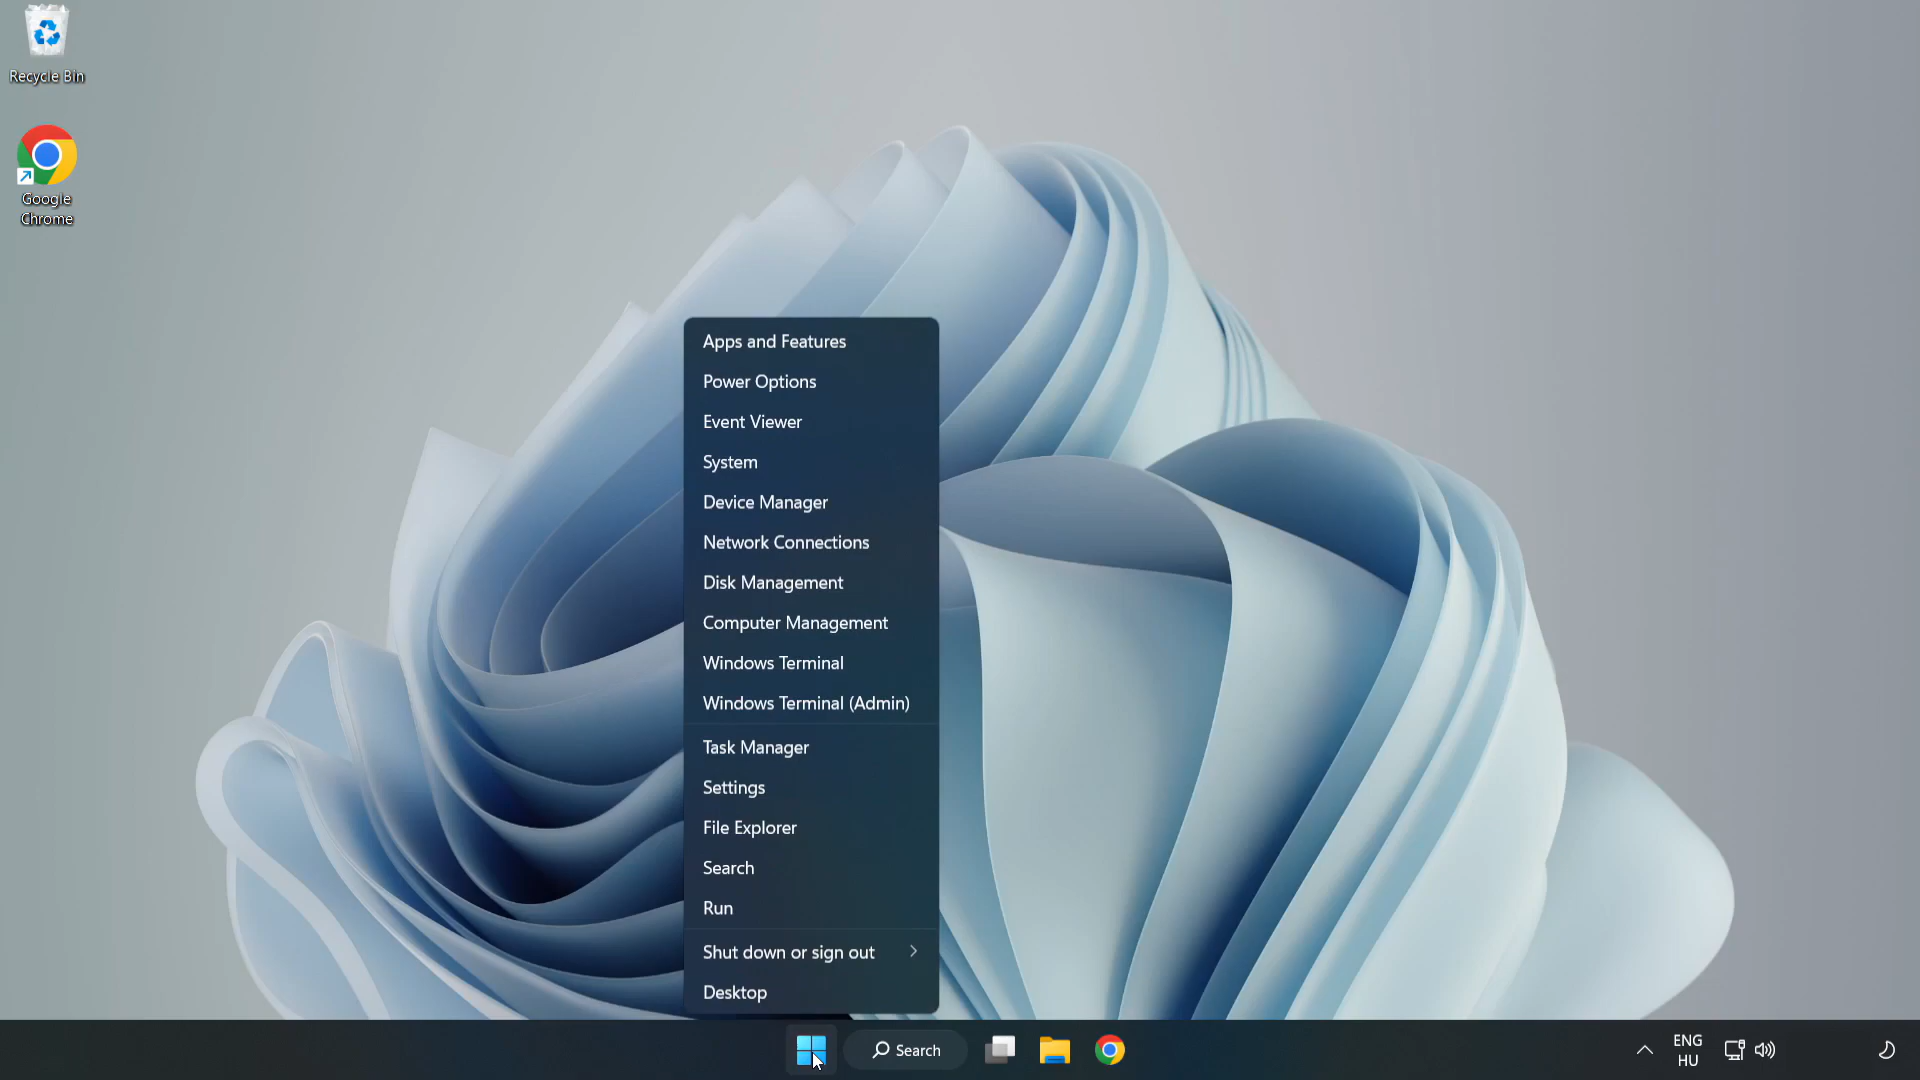 Recycle Bin
Google
Chrome
Apps and Features
Power Options
Event Viewer
System
Device Manager
Network Connections
Disk Management
Computer Management
Windows Terminal
Windows Terminal (Admin)
Task Manager
Settings
File Explorer
Search
Run
Shut down or sign out
Desktop
Search
ENG
HU